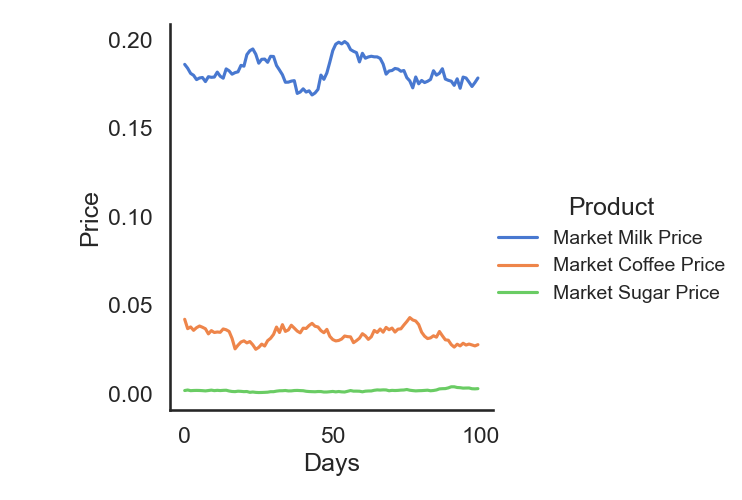 0.20
0.15
0.10
0.05
0.00
Price
0
50
100
Days
Product
Market Milk Price
Market Coffee Price
Market Sugar Price